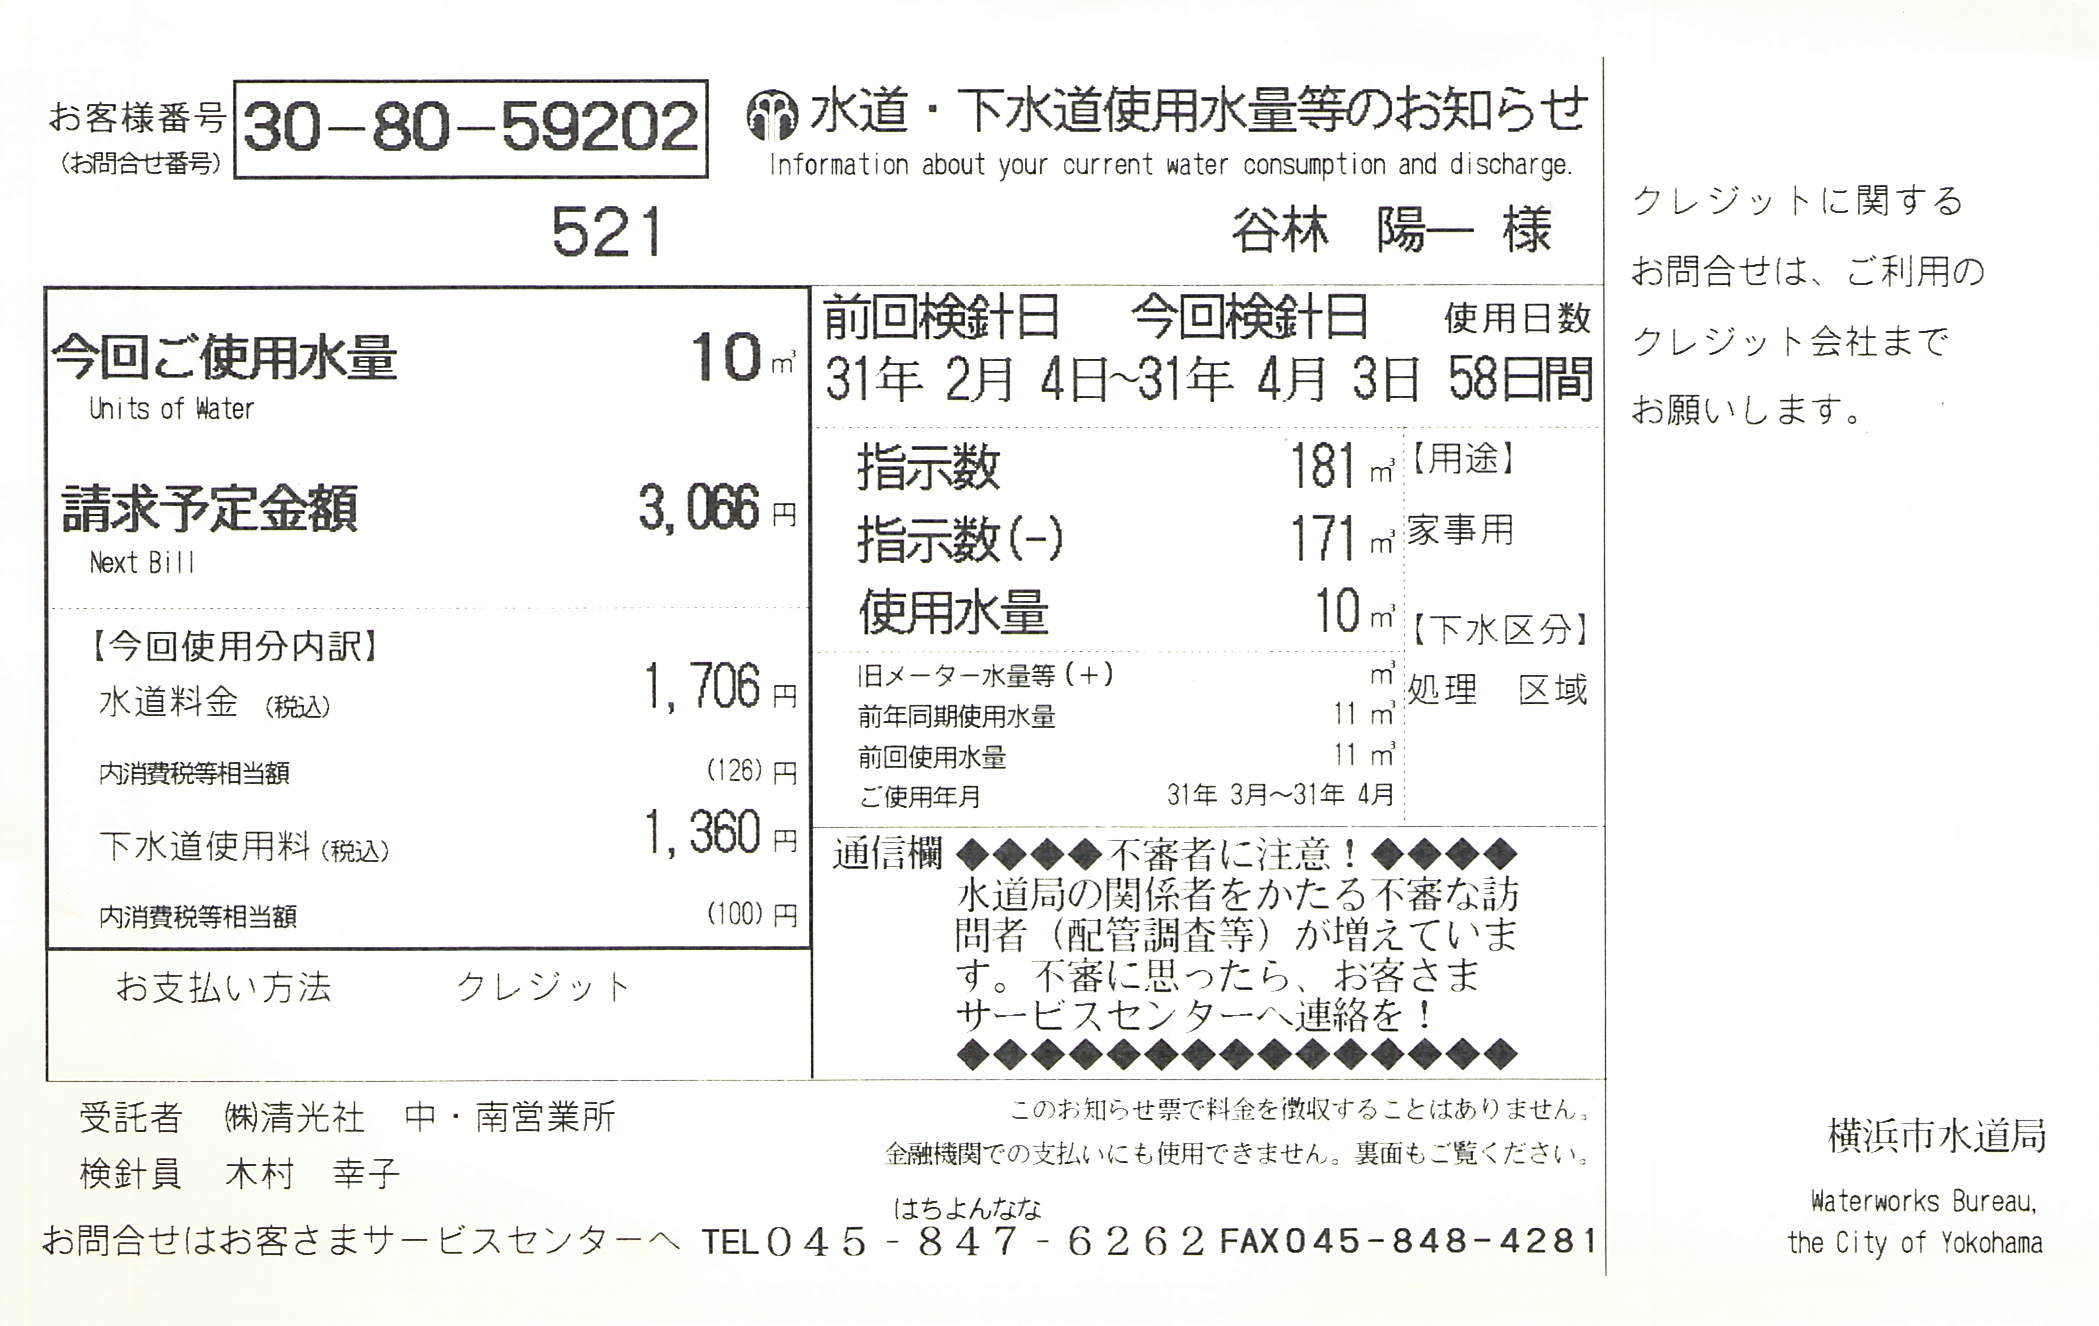 お客様番号 30-80-59202
(お問合せ番号)
521
水道・下水道使用水量等のお知らせ
Information about your current water consumption and discharge.
谷林 陽一 様
今回ご使用水量 10 ㎥
Units of Water
請求予定金額 3,066 円
Next Bill
【今回使用分内訳】
水道料金 (税込) 1,706 円
内消費税等相当額 (126) 円
下水道使用料 (税込) 1,360 円
内消費税等相当額 (100) 円
お支払い方法 クレジット
前回検針日 今回検針日 使用日数
31年 2月 4日~31年 4月 3日 58日間
指示数 181 ㎥
指示数(-) 171 ㎥
使用水量 10 ㎥
旧メーター水量等(+) ㎥
前年同期使用水量 11 ㎥
前回使用水量 11 ㎥
ご使用年月 31年 3月~31年 4月
【用途】
家事用
【下水区分】
処理 区域
通信欄 ◆◆◆◆不審者に注意!◆◆◆◆
水道局の関係者をかたる不審な訪
問者(配管調査等)が増えていま
す。不審に思ったら、お客さま
サービスセンターへ連絡を!
◆◆◆◆◆◆◆◆◆◆◆◆◆◆◆
受託者 ㈱清光社 中・南営業所
検針員 木村 幸子
このお知らせ票で料金を徴収することはありません。
金融機関での支払いにも使用できません。裏面もご覧ください。
はちよんなな
お問合せはお客さまサービスセンターへ TEL045-847-6262 FAX045-848-4281
クレジットに関する
お問合せは、ご利用の
クレジット会社まで
お願いします。
横浜市水道局
Waterworks Bureau,
the City of Yokohama